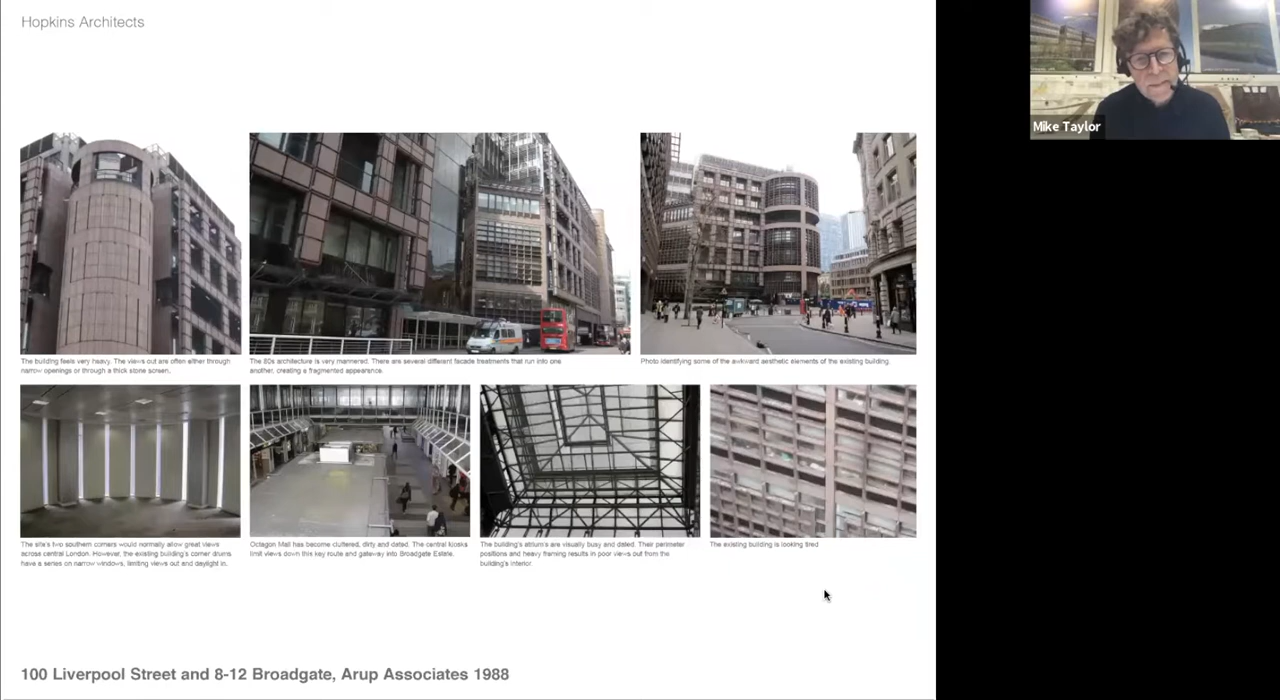 Hopkins Architects
Mike Taylor
The building feels very heavy. The views out are often either through
narrow openings or through a thick stone screen.
The 80s architecture is very mannered. There are several different facade treatments that run into one
another, creating a fragmented appearance.
Photo identifying some of the awkward aesthetic elements of the existing building.
The site's two southern corners would normally allow great views
across central London. However, the existing building's corner drums
have a series on narrow windows, limiting views out and daylight in.
Octagon Mall has become cluttered, dirty and dated. The central kiosks
limit views down this key route and gateway into Broadgate Estate.
The building's atrium's are visually busy and dated. Their perimeter
positions and heavy framing results in poor views out from the
building's interior.
The existing building is looking tired
100 Liverpool Street and 8-12 Broadgate, Arup Associates 1988